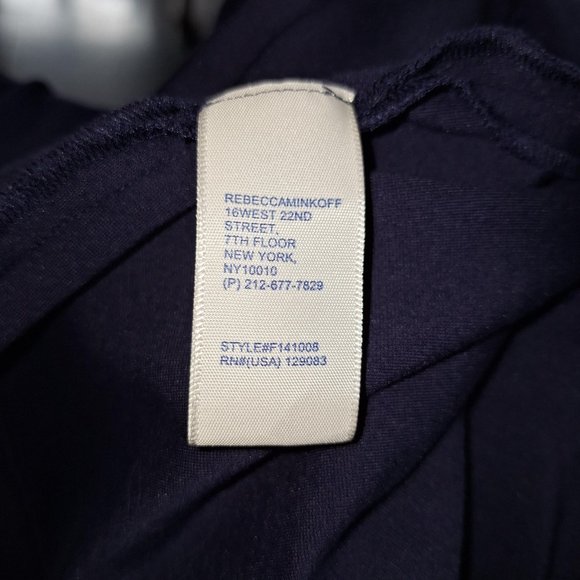 REBECCAMINKOFF
16WEST 22ND
STREET,
7TH FLOOR
NEW YORK,
NY10010
(P) 212-677-7829
STYLE#F141008
RN#(USA) 129083